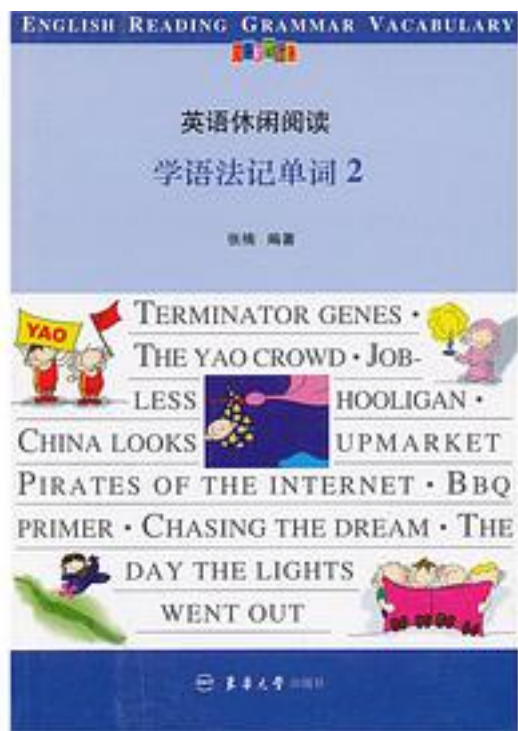 ENGLISH READING GRAMMAR VACABULARY
英语休闲阅读
学语法记单词 2
编著
YAO
TERMINATOR GENES ·
THE YAO CROWD · JOB-
LESS HOOLIGAN ·
CHINA LOOKS UPMARKET
PIRATES OF THE INTERNET · BBQ
PRIMER · CHASING THE DREAM · THE
DAY THE LIGHTS
WENT OUT
东华大学出版社